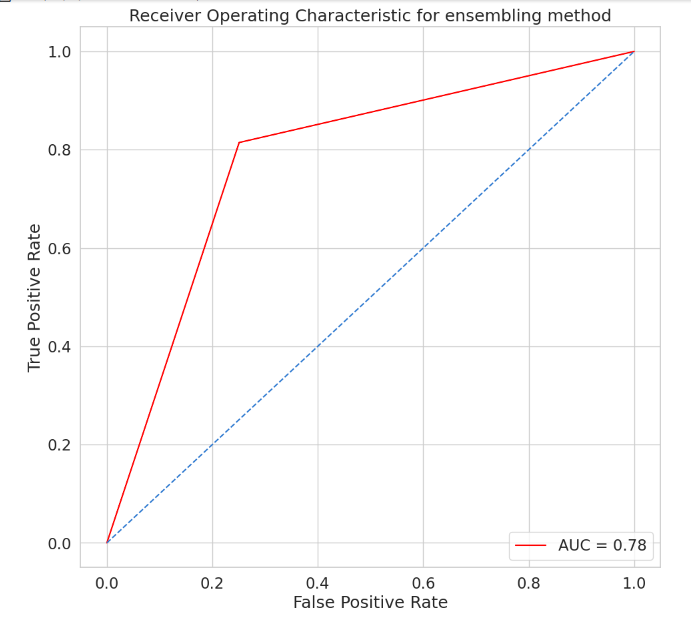 Receiver Operating Characteristic for ensembling method
1.0
0.8
0.6
0.4
0.2
0.0
True Positive Rate
AUC = 0.78
0.0 0.2 0.4 0.6 0.8 1.0
False Positive Rate